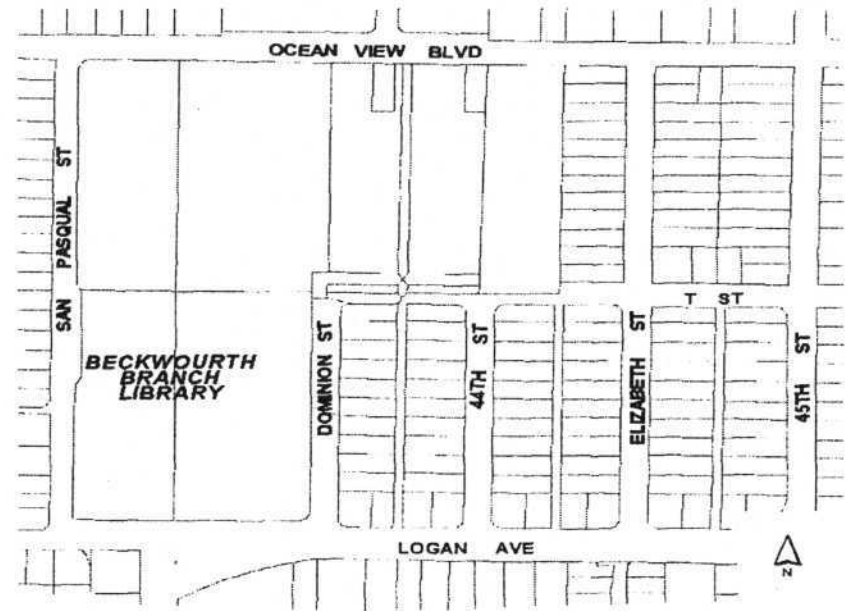 OCEAN VIEW BLVD
SAN PASQUAL ST
T ST
BECKWOURTH
BRANCH
LIBRARY
DOMINION ST
44TH ST
ELIZABETH ST
45TH ST
LOGAN AVE
N